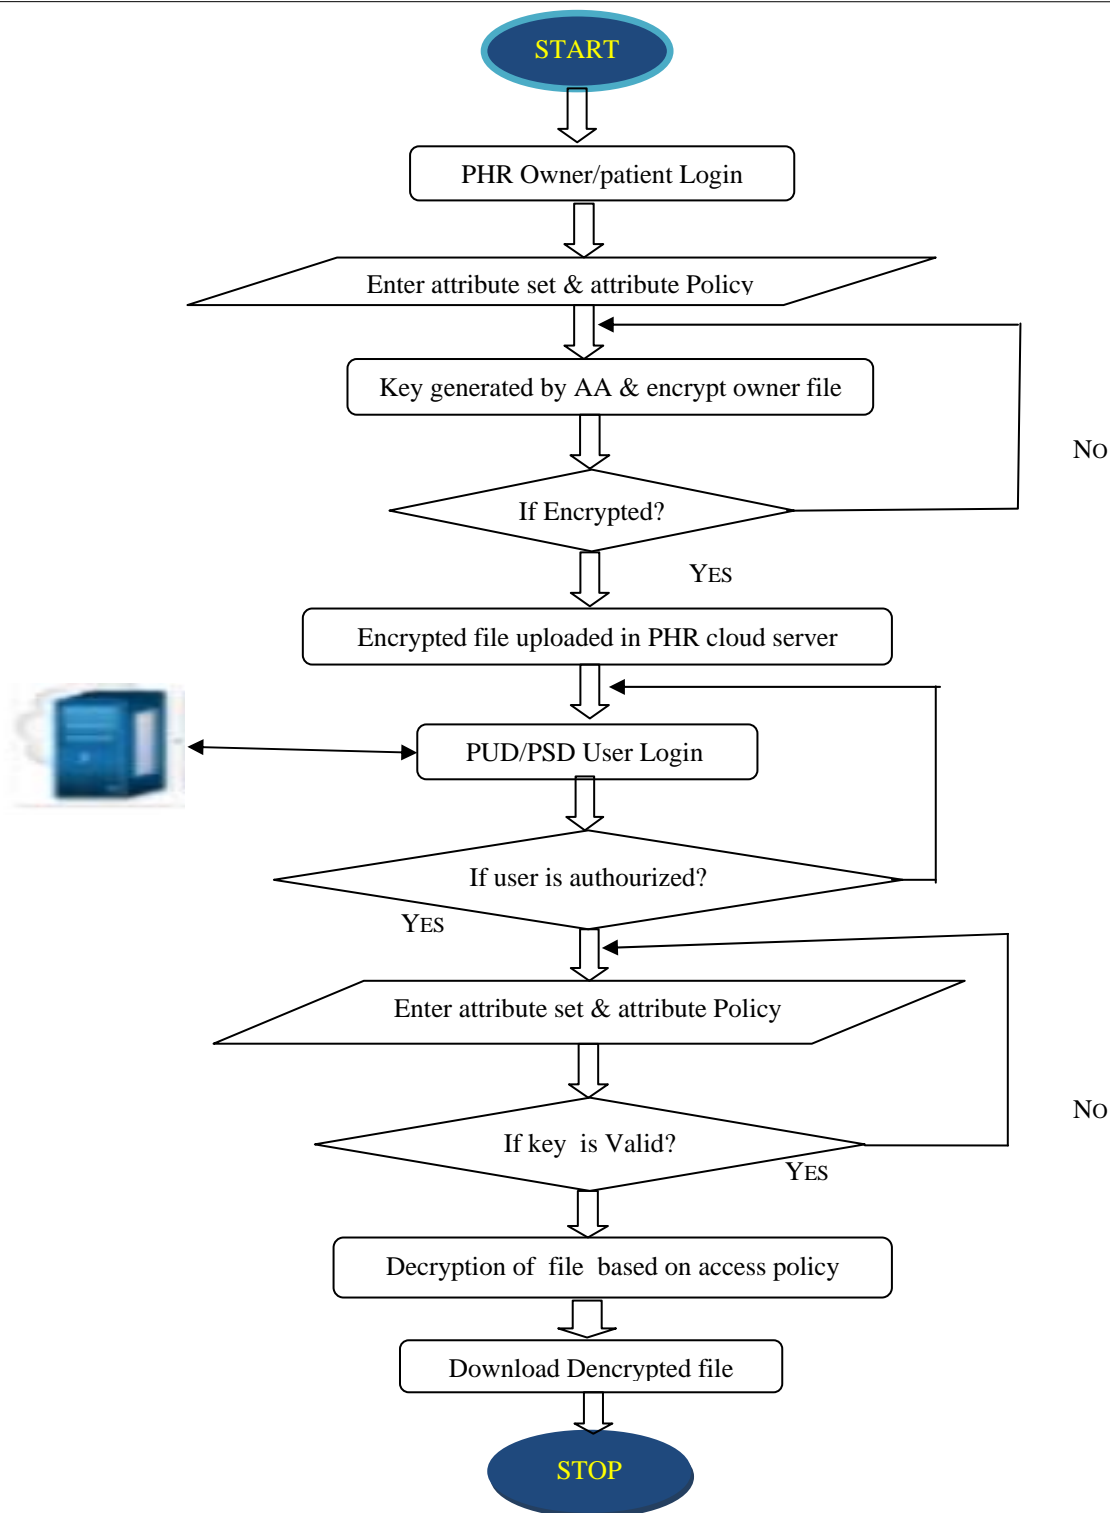 START
PHR Owner/patient Login
Enter attribute set & attribute Policy
Key generated by AA & encrypt owner file
NO
If Encrypted?
YES
Encrypted file uploaded in PHR cloud server
PUD/PSD User Login
If user is authourized?
YES
Enter attribute set & attribute Policy
NO
If key is Valid?
YES
Decryption of file based on access policy
Download Dencrypted file
STOP